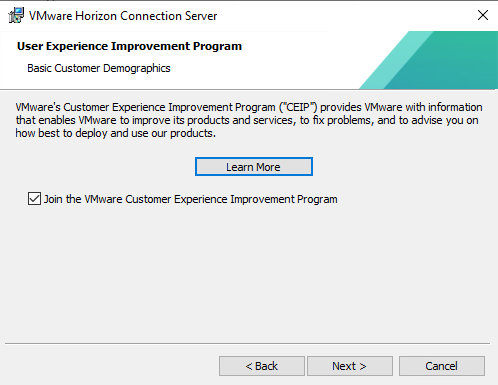 VMware Horizon Connection Server
User Experience Improvement Program
Basic Customer Demographics
VMware's Customer Experience Improvement Program ("CEIP") provides VMware with information
that enables VMware to improve its products and services, to fix problems, and to advise you on
how best to deploy and use our products.
Learn More
Join the VMware Customer Experience Improvement Program
< Back
Next >
Cancel